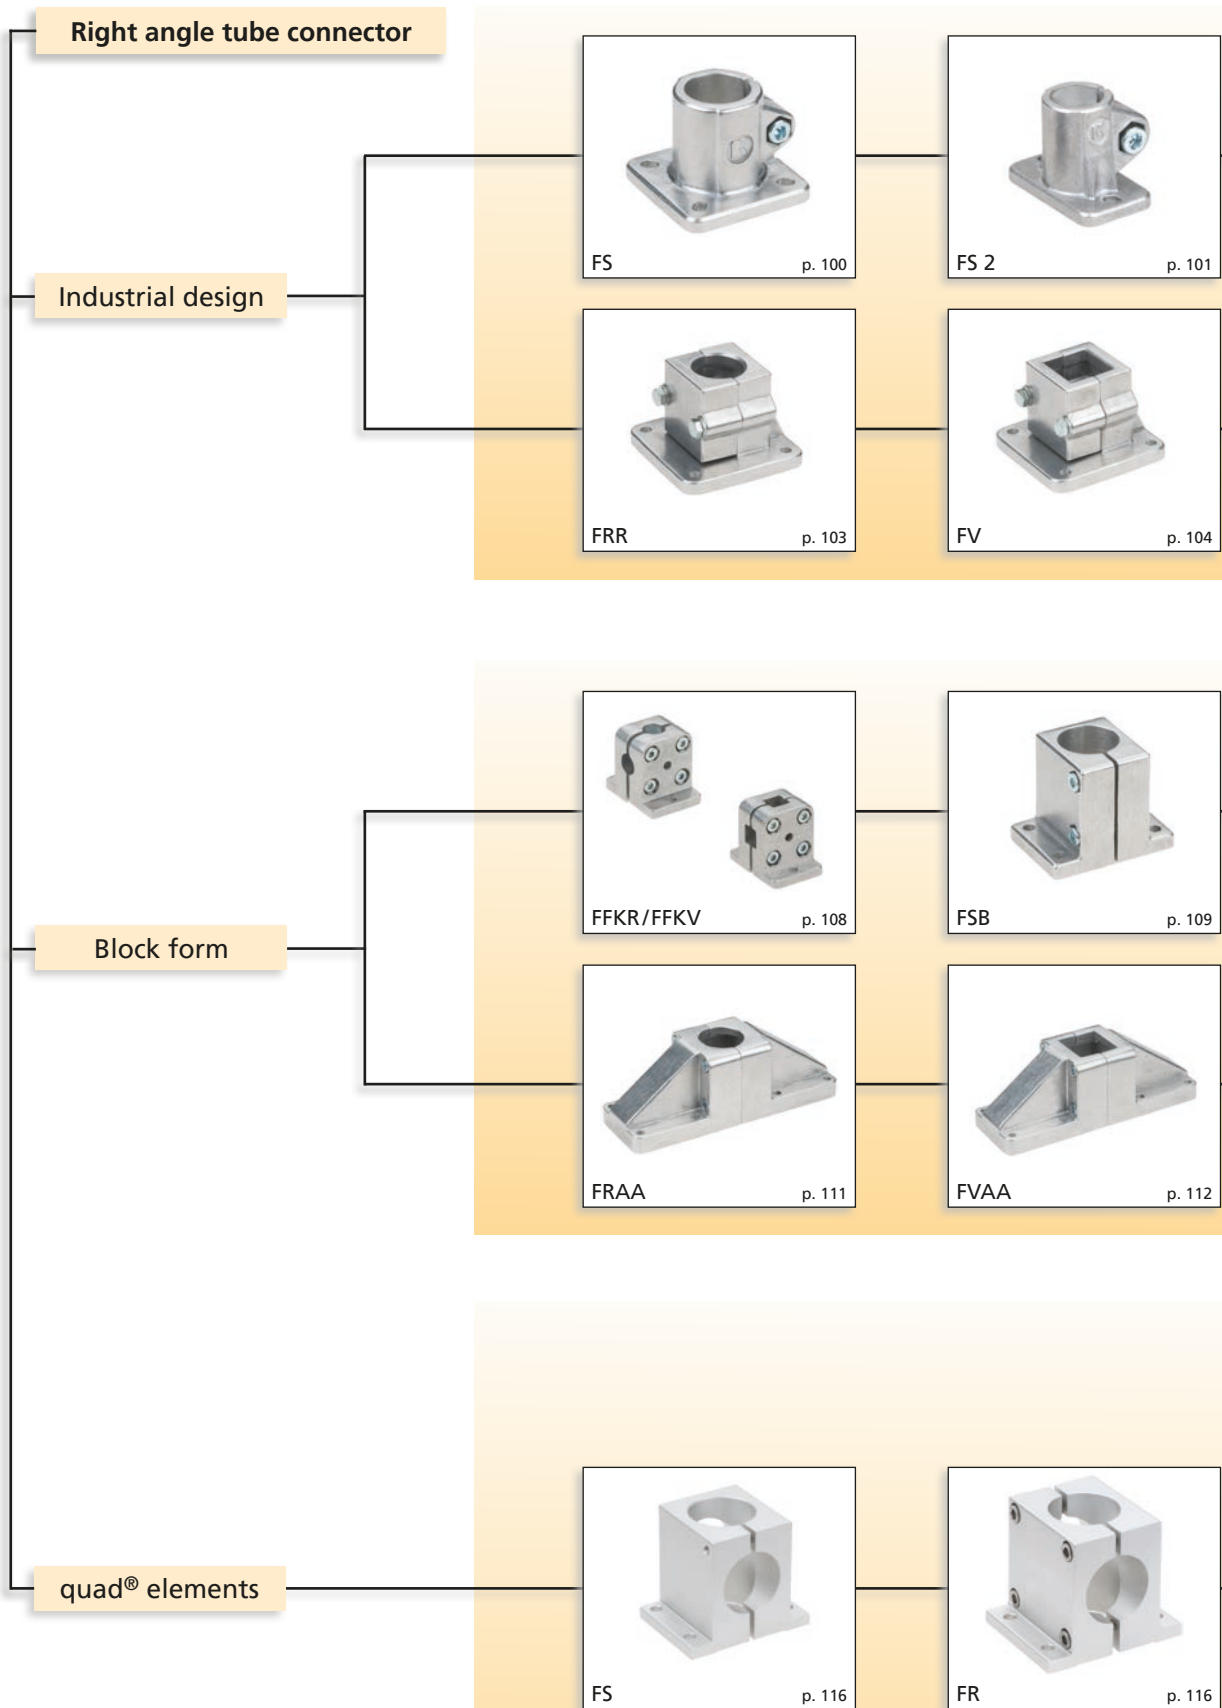 Right angle tube connector
FS p. 100
FS 2 p. 101
Industrial design
FRR p. 103
FV p. 104
FFKR/FFKV p. 108
FSB p. 109
Block form
FRAA p. 111
FVAA p. 112
quad® elements
FS p. 116
FR p. 116